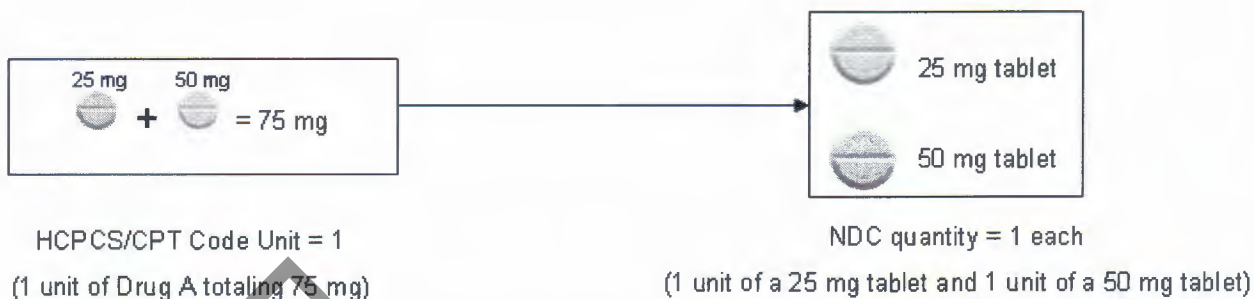 25 mg 50 mg
+ = 75 mg
25 mg tablet
50 mg tablet
HCPCS/CPT Code Unit = 1
(1 unit of Drug A totaling 75 mg)
NDC quantity = 1 each
(1 unit of a 25 mg tablet and 1 unit of a 50 mg tablet)